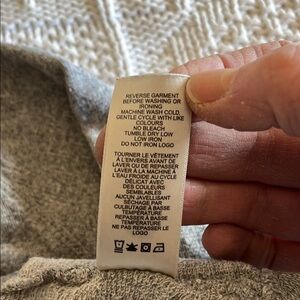 REVERSE GARMENT
BEFORE WASHING OR
IRONING
MACHINE WASH COLD,
GENTLE CYCLE WITH LIKE
COLOURS
NO BLEACH
TUMBLE DRY LOW
LOW IRON
DO NOT IRON LOGO
TOURNER LE VÊTEMENT
À L'ENVERS AVANT DE
LAVER OU DE REPASSER
LAVER À LA MACHINE À
L'EAU FROIDE AU CYCLE
DÉLICAT AVEC
DES COULEURS
SEMBLABLES
AUCUN JAVELLISANT
SÉCHAGE PAR
CULBUTAGE À BASSE
TEMPÉRATURE
REPASSER À BASSE
TEMPÉRATURE
NE PAS REPASSER LE
LOGO